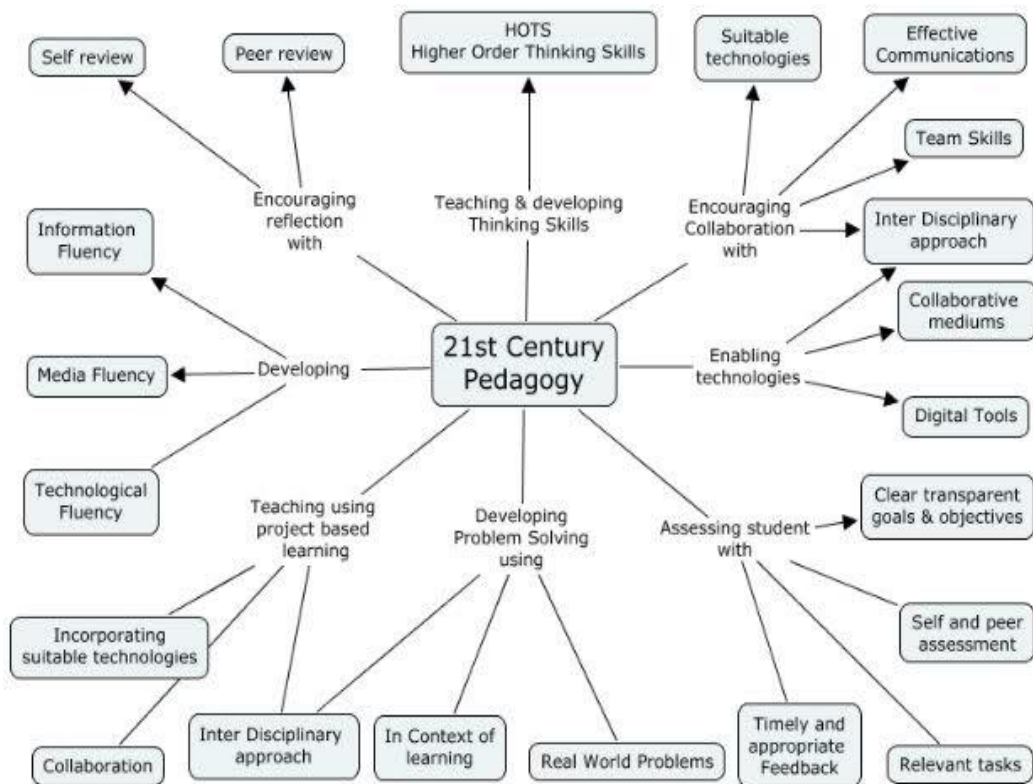 Self review
Peer review
HOTS
Higher Order Thinking Skills
Suitable
technologies
Effective
Communications
Team Skills
Encouraging
reflection
with
Teaching & developing
Thinking Skills
Encouraging
Collaboration
with
Inter Disciplinary
approach
Information
Fluency
Collaborative
mediums
21st Century
Pedagogy
Media Fluency
Developing
Enabling
technologies
Digital Tools
Technological
Fluency
Teaching using
project based
learning
Developing
Problem Solving
using
Assessing student
with
Clear transparent
goals & objectives
Incorporating
suitable technologies
Self and peer
assessment
Collaboration
Inter Disciplinary
approach
In Context of
learning
Real World Problems
Timely and
appropriate
Feedback
Relevant tasks